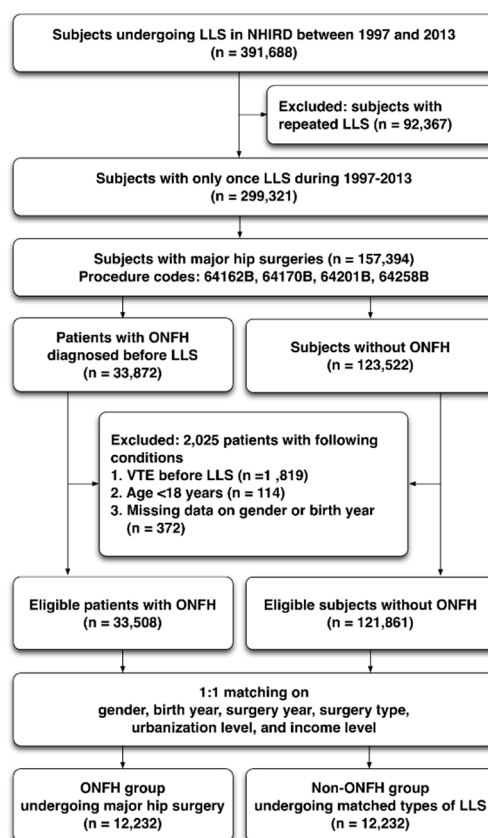 Subjects undergoing LLS in NHIRD between 1997 and 2013
(n = 391,688)
Excluded: subjects with
repeated LLS (n = 92,367)
Subjects with only once LLS during 1997-2013
(n = 299,321)
Subjects with major hip surgeries (n = 157,394)
Procedure codes: 64162B, 64170B, 64201B, 64258B
Patients with ONFH
diagnosed before LLS
(n = 33,872)
Subjects without ONFH
(n = 123,522)
Excluded: 2,025 patients with following
conditions
1. VTE before LLS (n =1 ,819)
2. Age <18 years (n = 114)
3. Missing data on gender or birth year
(n = 372)
Eligible patients with ONFH
(n = 33,508)
Eligible subjects without ONFH
(n = 121,861)
1:1 matching on
gender, birth year, surgery year, surgery type,
urbanization level, and income level
ONFH group
undergoing major hip surgery
(n = 12,232)
Non-ONFH group
undergoing matched types of LLS
(n = 12,232)